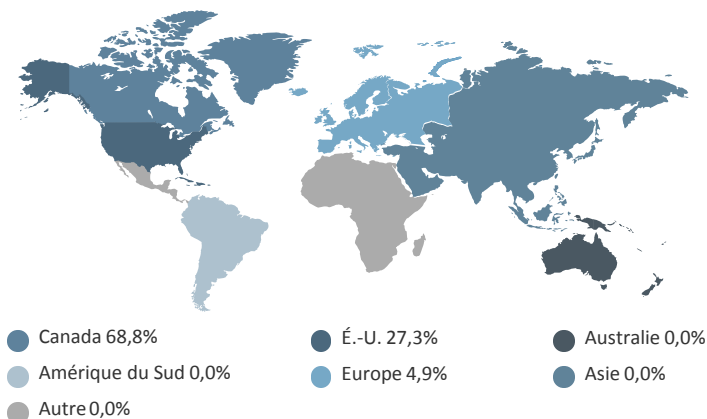 Canada 68,8%
É.-U. 27,3%
Australie 0,0%
Amérique du Sud 0,0%
Europe 4,9%
Asie 0,0%
Autre 0,0%